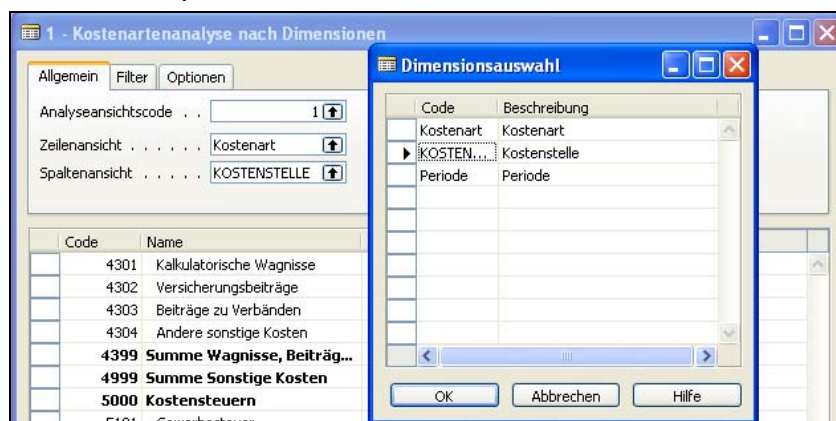 1 - Kostenartenanalyse nach Dimensionen
Allgemein Filter Optionen
Analyseansichtscode . . 1
Zeilenansicht . . . . . . Kostenart
Spaltenansicht . . . . . KOSTENSTELLE
Code Name
4301 Kalkulatorische Wagnisse
4302 Versicherungsbeiträge
4303 Beiträge zu Verbänden
4304 Andere sonstige Kosten
4399 Summe Wagnisse, Beiträg...
4999 Summe Sonstige Kosten
5000 Kostensteuern
Dimensionsauswahl
Code Beschreibung
Kostenart Kostenart
KOSTEN... Kostenstelle
Periode Periode
OK Abbrechen Hilfe